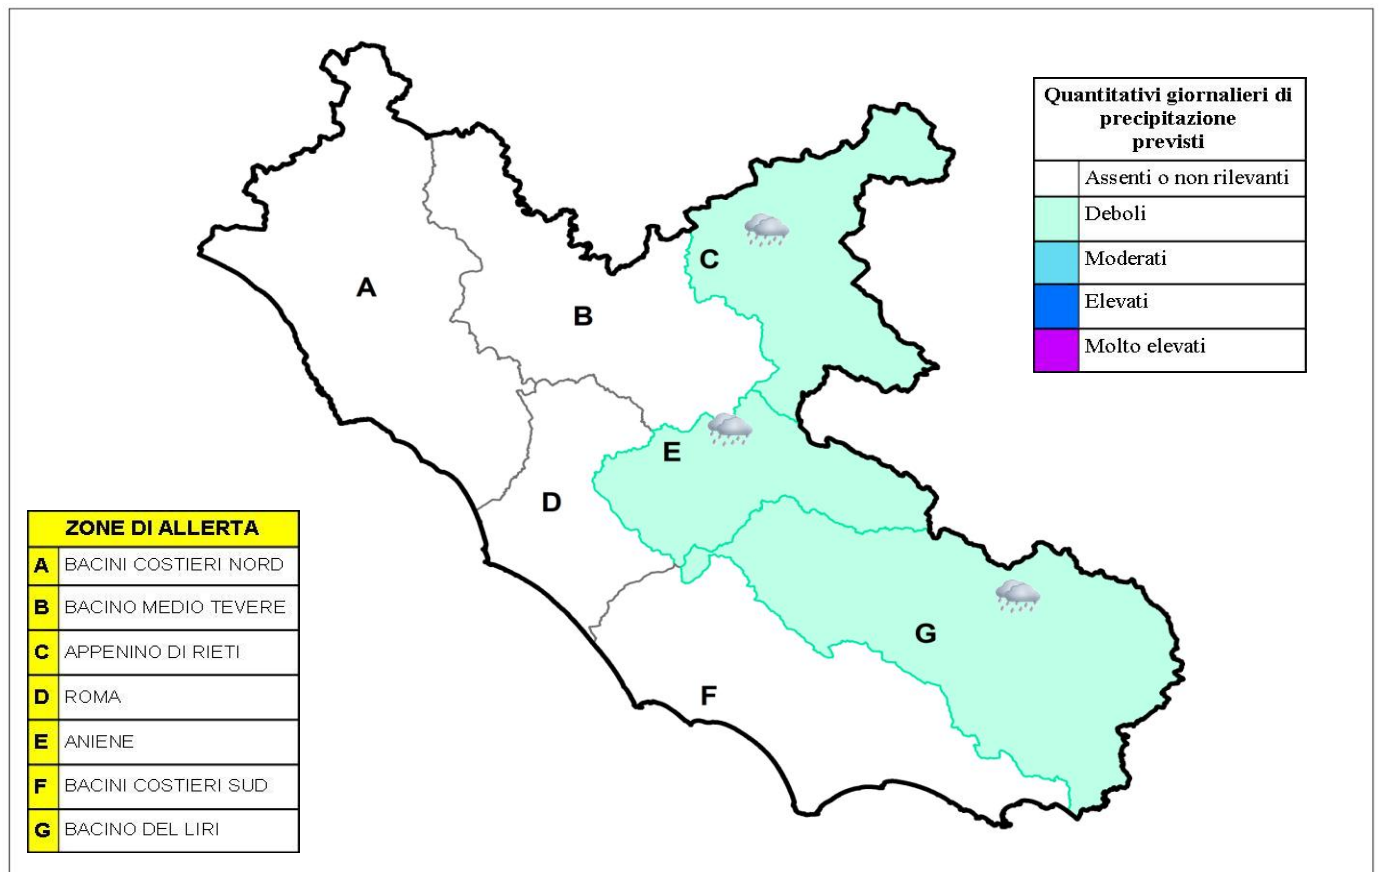 Quantitativi giornalieri di
precipitazione
previsti
Assenti o non rilevanti
Deboli
Moderati
Elevati
Molto elevati
A
B
C
D
E
F
G
ZONE DI ALLERTA
A BACINI COSTIERI NORD
B BACINO MEDIO TEVERE
C APPENINO DI RIETI
D ROMA
E ANIENE
F BACINI COSTIERI SUD
G BACINO DEL LIRI